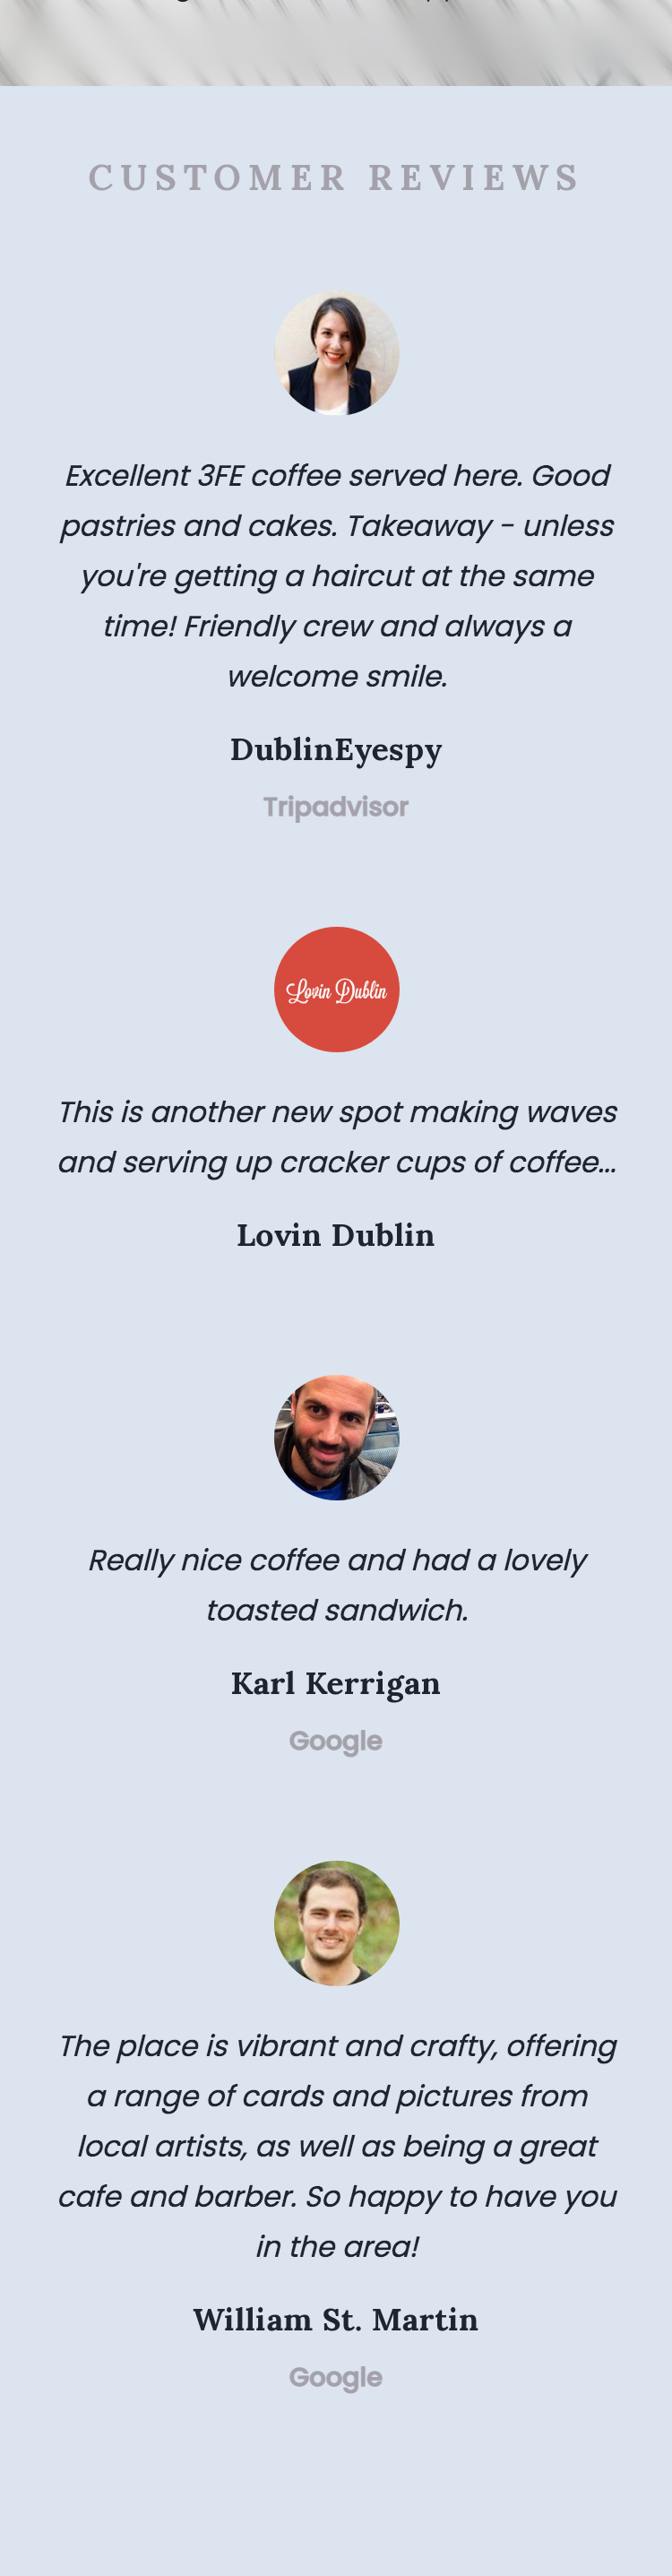 CUSTOMER REVIEWS
Excellent 3FE coffee served here. Good
pastries and cakes. Takeaway - unless
you're getting a haircut at the same
time! Friendly crew and always a
welcome smile.
DublinEyespy
Tripadvisor
Lovin Dublin
This is another new spot making waves
and serving up cracker cups of coffee...
Lovin Dublin
Really nice coffee and had a lovely
toasted sandwich.
Karl Kerrigan
Google
The place is vibrant and crafty, offering
a range of cards and pictures from
local artists, as well as being a great
cafe and barber. So happy to have you
in the area!
William St. Martin
Google